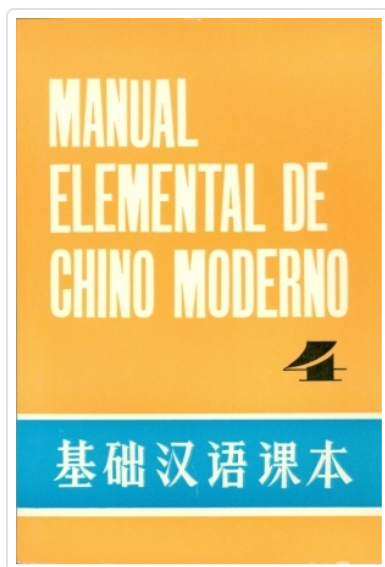 MANUAL
ELEMENTAL DE
CHINO MODERNO
4
基础汉语课本